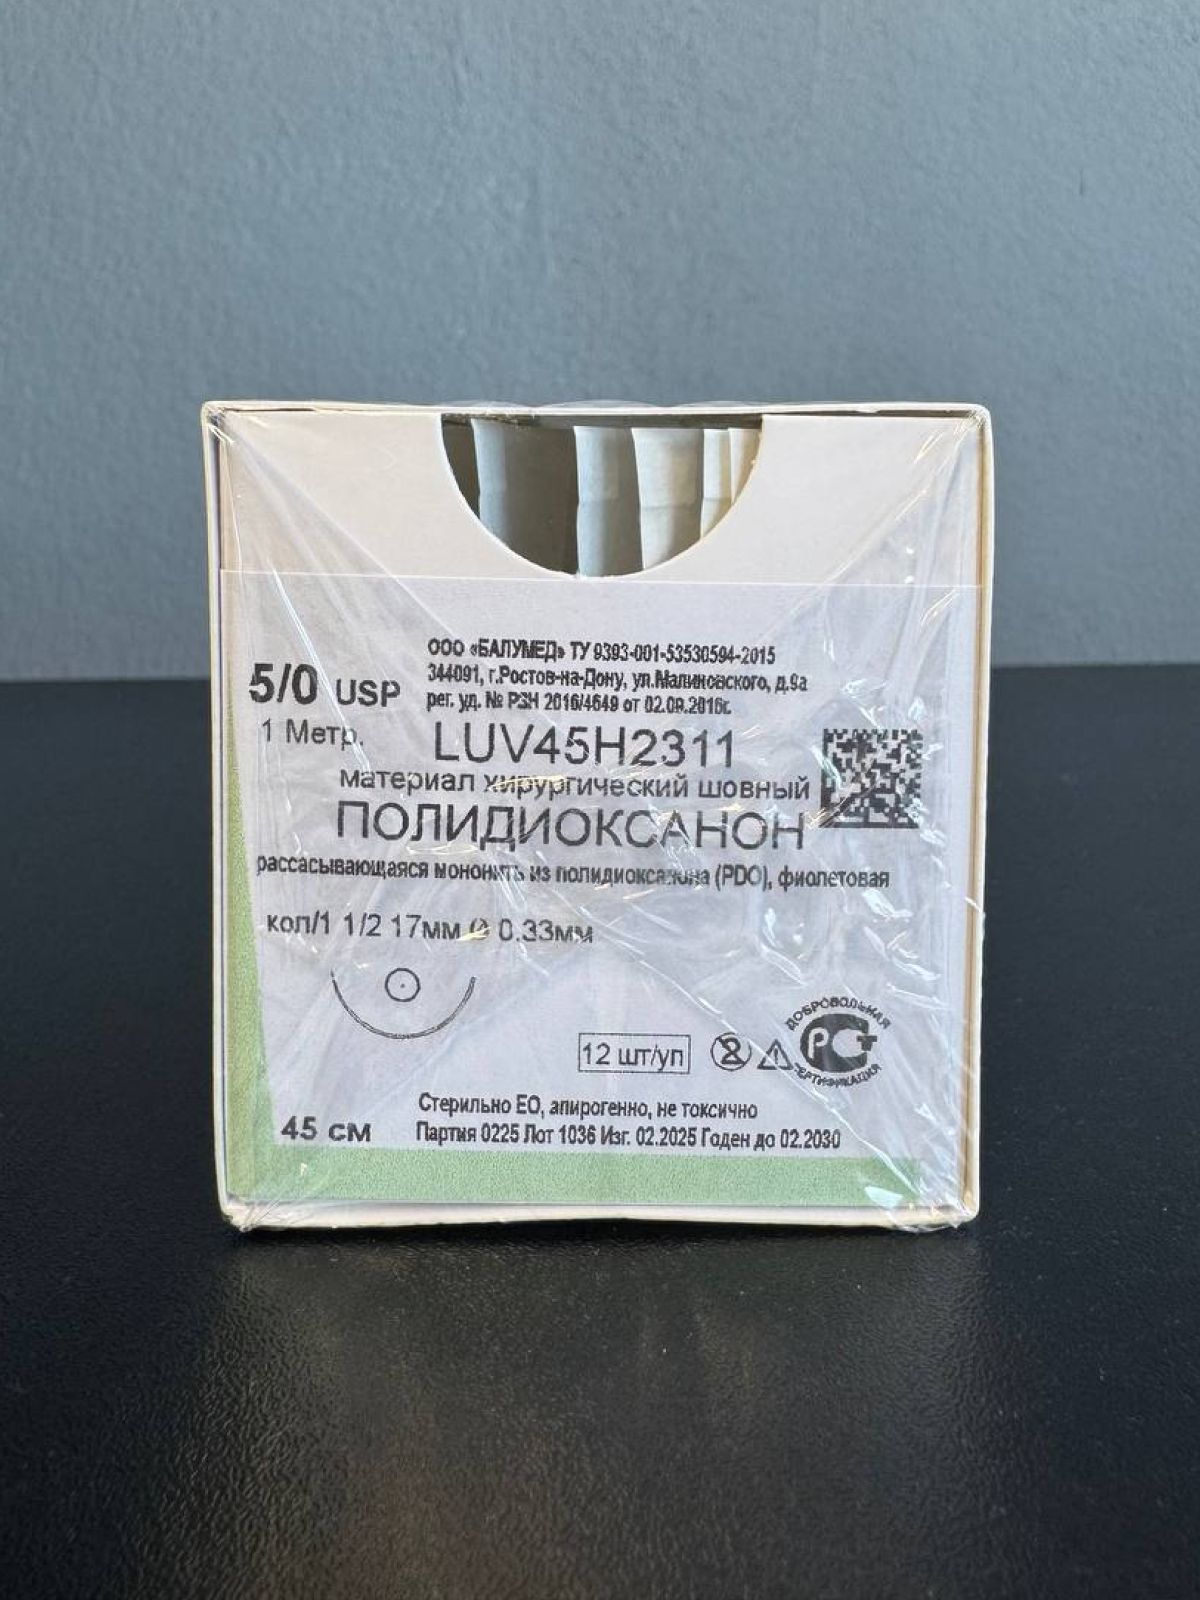 ООО «БАЛУМЕД» ТУ 9393-001-53530594-2015
344091, г.Ростов-на-Дону, ул.Малиновского, д.9а
рег. уд. № РЗН 2016/4649 от 02.09.2016г.
5/0 USP
1 Метр.
LUV45H2311
материал хирургический шовный
ПОЛИДИОКСАНОН
рассасывающаяся мононить из полидиоксанона (PDO), фиолетовая
кол/1 1/2 17мм Ø 0.33мм
ДОБРОВОЛЬНАЯ
РСТ
СЕРТИФИКАЦИЯ
12 шт/уп
2
Стерильно ЕО, апирогенно, не токсично
45 см
Партия 0225 Лот 1036 Изг. 02.2025 Годен до 02.2030